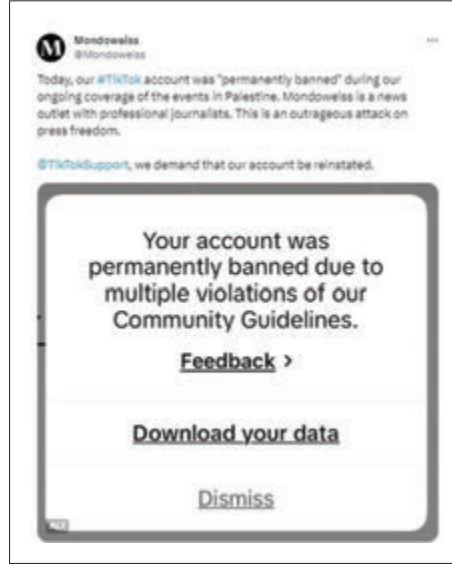 Mondoweiss
@Mondoweiss
Today, our #TikTok account was "permanently banned" during our
ongoing coverage of the events in Palestine. Mondoweiss is a news
outlet with professional journalists. This is an outrageous attack on
press freedom.
@TikTokSupport, we demand that our account be reinstated.
Your account was
permanently banned due to
multiple violations of our
Community Guidelines.
Feedback >
Download your data
Dismiss